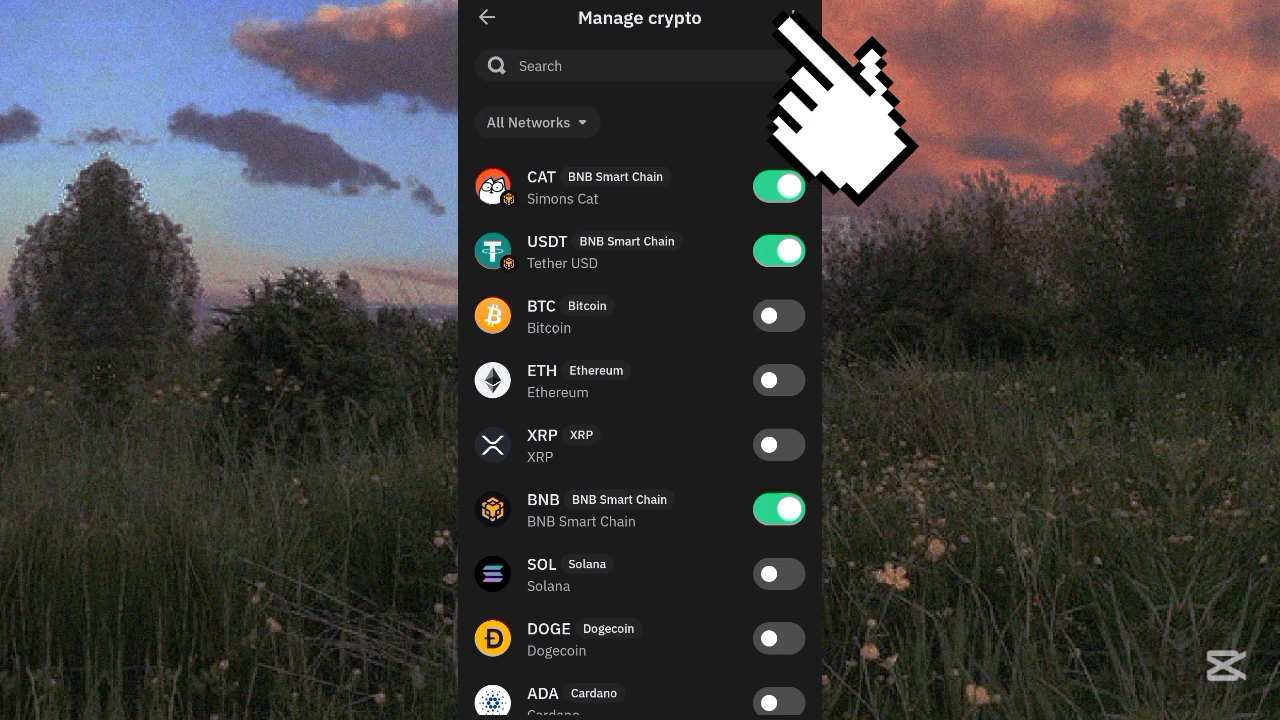 Manage crypto
Search
All Networks
CAT BNB Smart Chain
Simons Cat
USDT BNB Smart Chain
Tether USD
BTC Bitcoin
Bitcoin
ETH Ethereum
Ethereum
XRP XRP
XRP
BNB BNB Smart Chain
BNB Smart Chain
SOL Solana
Solana
DOGE Dogecoin
Dogecoin
ADA Cardano
Cardano